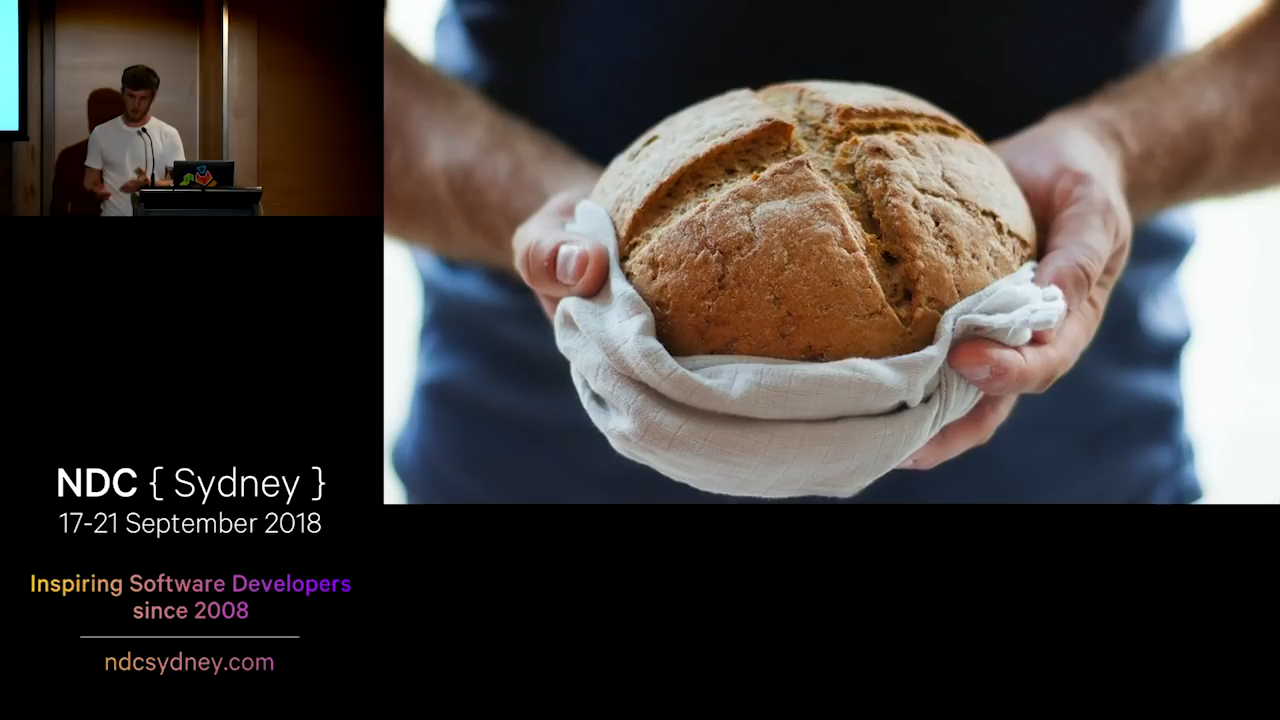 NDC { Sydney }
17-21 September 2018
Inspiring Software Developers
since 2008
ndcsydney.com